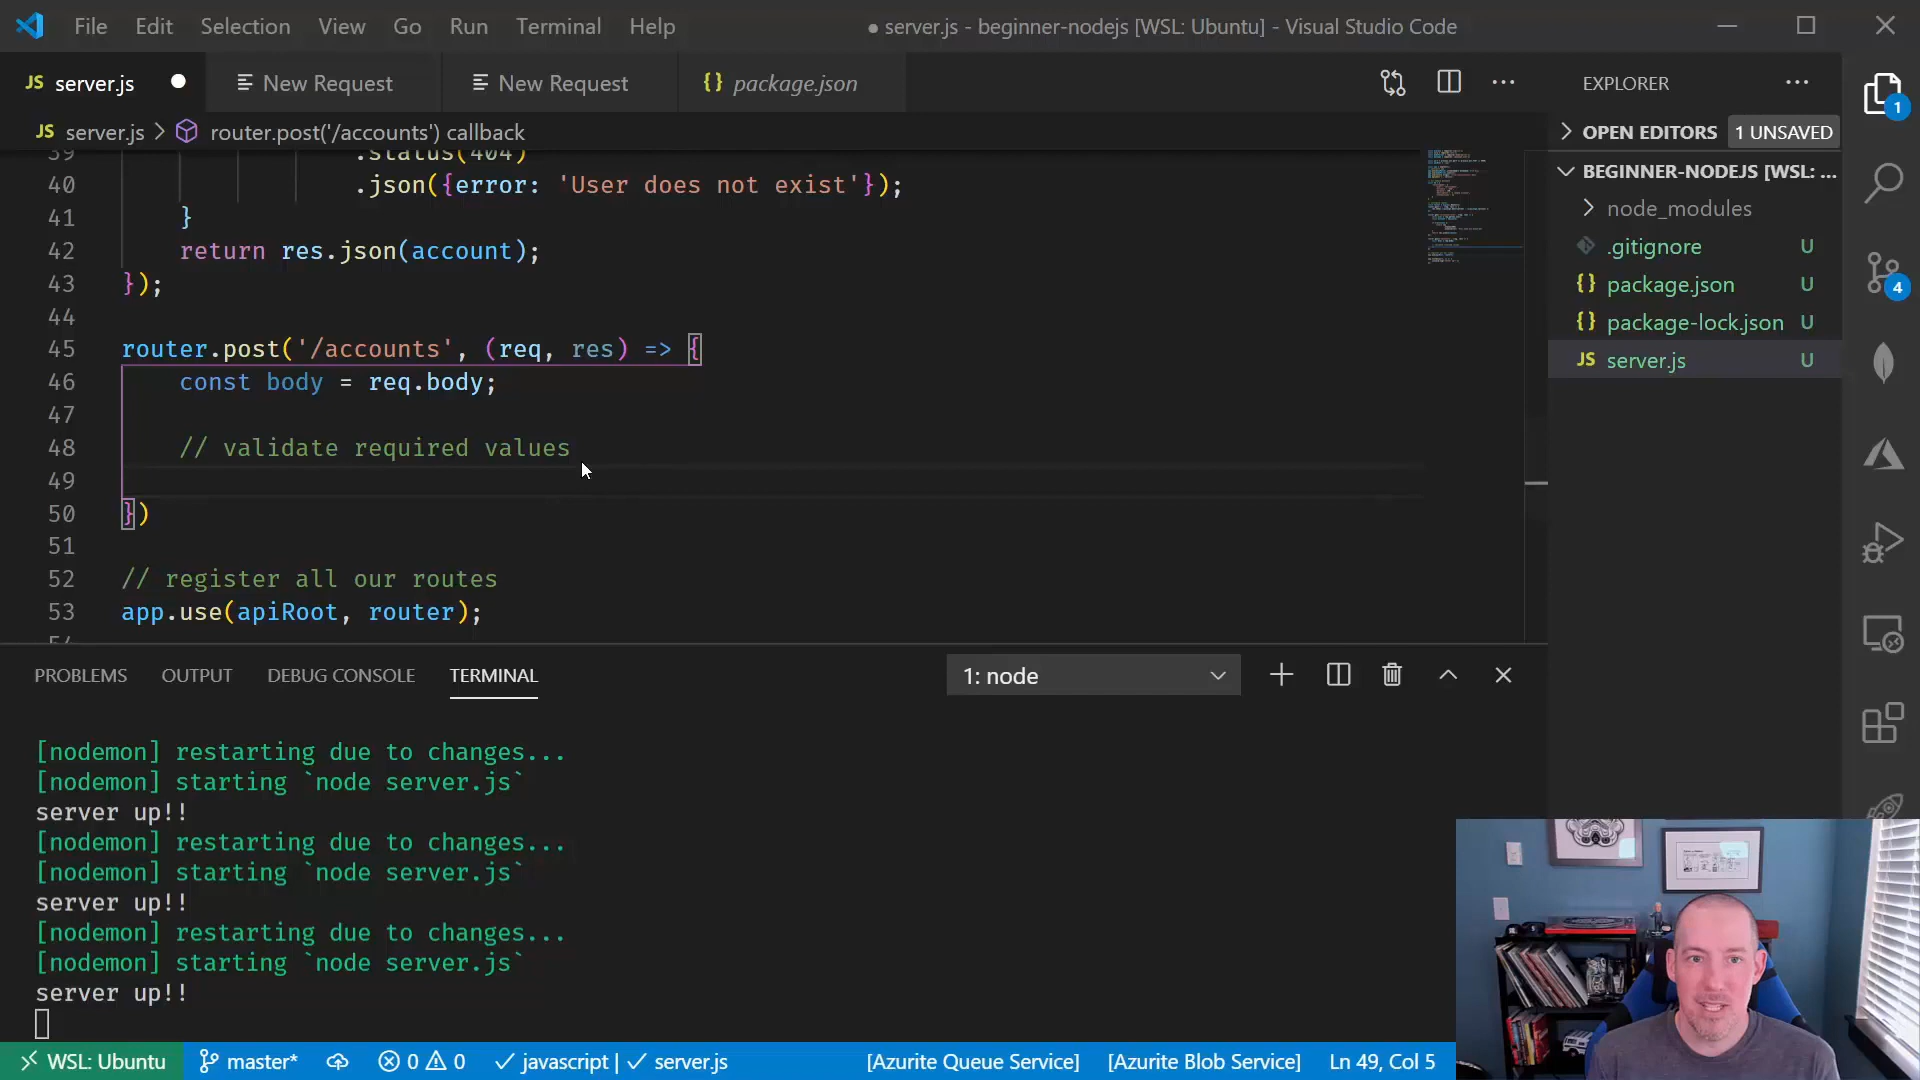 File Edit Selection View Go Run Terminal Help
● server.js - beginner-nodejs [WSL: Ubuntu] - Visual Studio Code
JS server.js New Request New Request {} package.json
JS server.js > router.post('/accounts') callback
39 .status(404)
40 .json({error: 'User does not exist'});
41 }
42 return res.json(account);
43 });
44
45 router.post('/accounts', (req, res) => {
46 const body = req.body;
47
48 // validate required values
49
50 })
51
52 // register all our routes
53 app.use(apiRoot, router);
54
EXPLORER
OPEN EDITORS 1 UNSAVED
BEGINNER-NODEJS [WSL: ...
node_modules
.gitignore U
{} package.json U
{} package-lock.json U
JS server.js U
1
4
PROBLEMS OUTPUT DEBUG CONSOLE TERMINAL
1: node
[nodemon] restarting due to changes...
[nodemon] starting `node server.js`
server up!!
[nodemon] restarting due to changes...
[nodemon] starting `node server.js`
server up!!
[nodemon] restarting due to changes...
[nodemon] starting `node server.js`
server up!!
WSL: Ubuntu master* 0 0 javascript | server.js [Azurite Queue Service] [Azurite Blob Service] Ln 49, Col 5